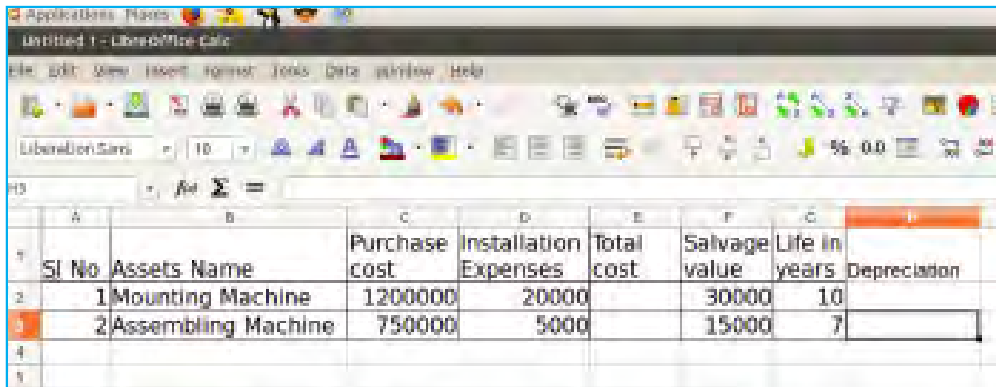 Applications Places
Untitled 1 - LibreOffice Calc
File Edit View Insert Format Tools Data Window Help
Liberation Sans 10 % 0.0
H3 Σ =
A B C D E F G H
1 Sl No Assets Name Purchase cost Installation Expenses Total cost Salvage value Life in years Depreciation
2 1 Mounting Machine 1200000 20000 30000 10
3 2 Assembling Machine 750000 5000 15000 7
4
5